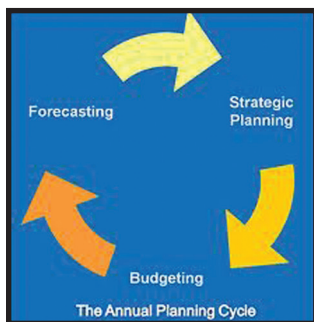 Forecasting
Strategic
Planning
Budgeting
The Annual Planning Cycle